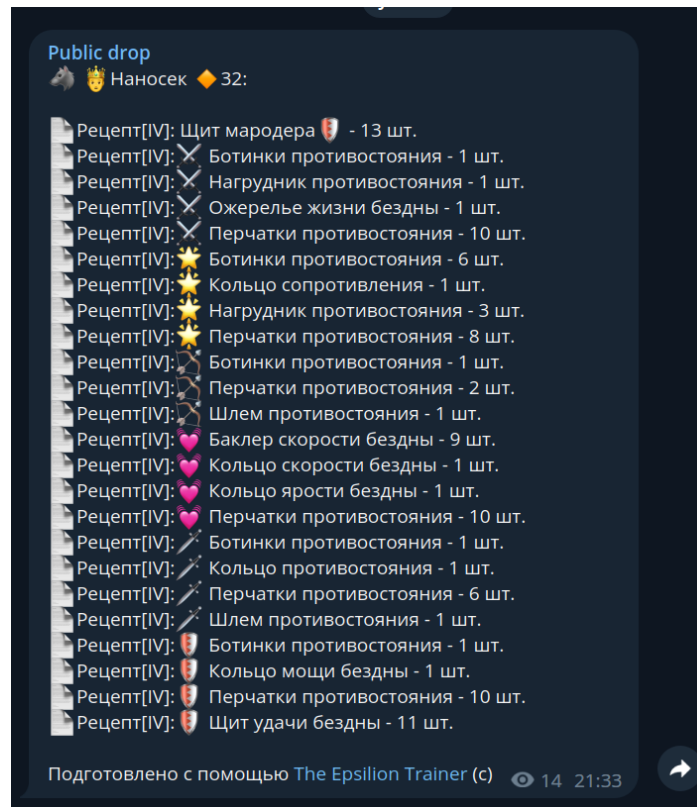 Public drop
🐴 🤴Наносек 🔶32:
📄Рецепт[IV]: Щит мародера🛡 - 13 шт.
📄Рецепт[IV]:⚔ Ботинки противостояния - 1 шт.
📄Рецепт[IV]:⚔ Нагрудник противостояния - 1 шт.
📄Рецепт[IV]:⚔ Ожерелье жизни бездны - 1 шт.
📄Рецепт[IV]:⚔ Перчатки противостояния - 10 шт.
📄Рецепт[IV]:🌟 Ботинки противостояния - 6 шт.
📄Рецепт[IV]:🌟 Кольцо сопротивления - 1 шт.
📄Рецепт[IV]:🌟 Нагрудник противостояния - 3 шт.
📄Рецепт[IV]:🌟 Перчатки противостояния - 8 шт.
📄Рецепт[IV]:🏹 Ботинки противостояния - 1 шт.
📄Рецепт[IV]:🏹 Перчатки противостояния - 2 шт.
📄Рецепт[IV]:🏹 Шлем противостояния - 1 шт.
📄Рецепт[IV]:💓 Баклер скорости бездны - 9 шт.
📄Рецепт[IV]:💓 Кольцо скорости бездны - 1 шт.
📄Рецепт[IV]:💓 Кольцо ярости бездны - 1 шт.
📄Рецепт[IV]:💓 Перчатки противостояния - 10 шт.
📄Рецепт[IV]:🗡 Ботинки противостояния - 1 шт.
📄Рецепт[IV]:🗡 Кольцо противостояния - 1 шт.
📄Рецепт[IV]:🗡 Перчатки противостояния - 6 шт.
📄Рецепт[IV]:🗡 Шлем противостояния - 1 шт.
📄Рецепт[IV]:🛡 Ботинки противостояния - 1 шт.
📄Рецепт[IV]:🛡 Кольцо мощи бездны - 1 шт.
📄Рецепт[IV]:🛡 Перчатки противостояния - 10 шт.
📄Рецепт[IV]:🛡 Щит удачи бездны - 11 шт.
Подготовлено с помощью The Epsilion Trainer (c) 14 21:33